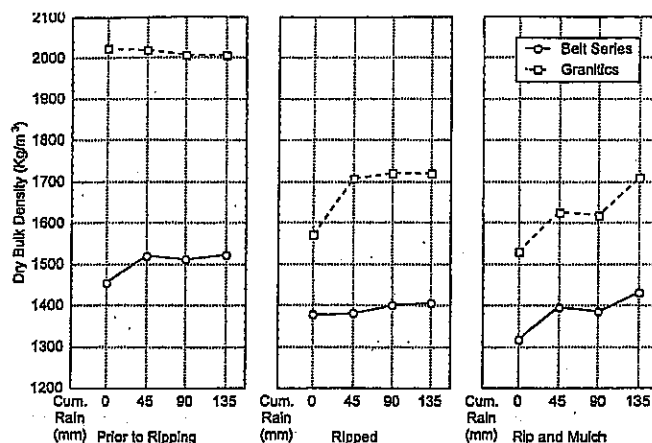 2100
2000
1900
1800
1700
1600
1500
1400
1300
1200
Dry Bulk Density (Kg/m³)
Belt Series
Granitics
Cum. 0 45 90 135 Cum. 0 45 90 135 Cum. 0 45 90 135
Rain Rain Rain
(mm) Prior to Ripping (mm) Ripped (mm) Rip and Mulch